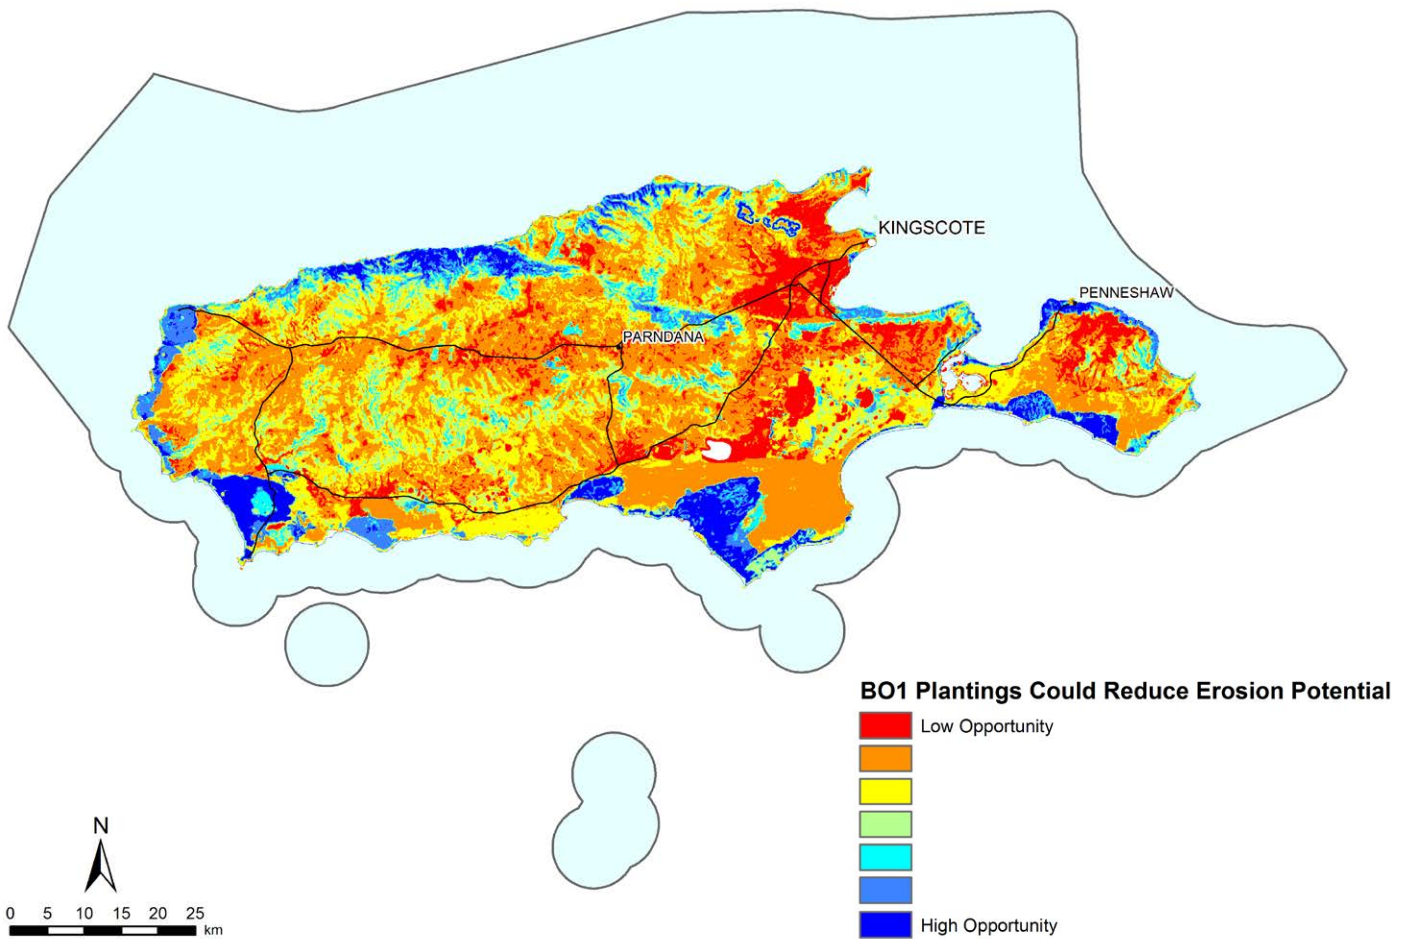 KINGSCOTE
PENNESHAW
PARNDANA
BO1 Plantings Could Reduce Erosion Potential
Low Opportunity
High Opportunity
N
0 5 10 15 20 25
km